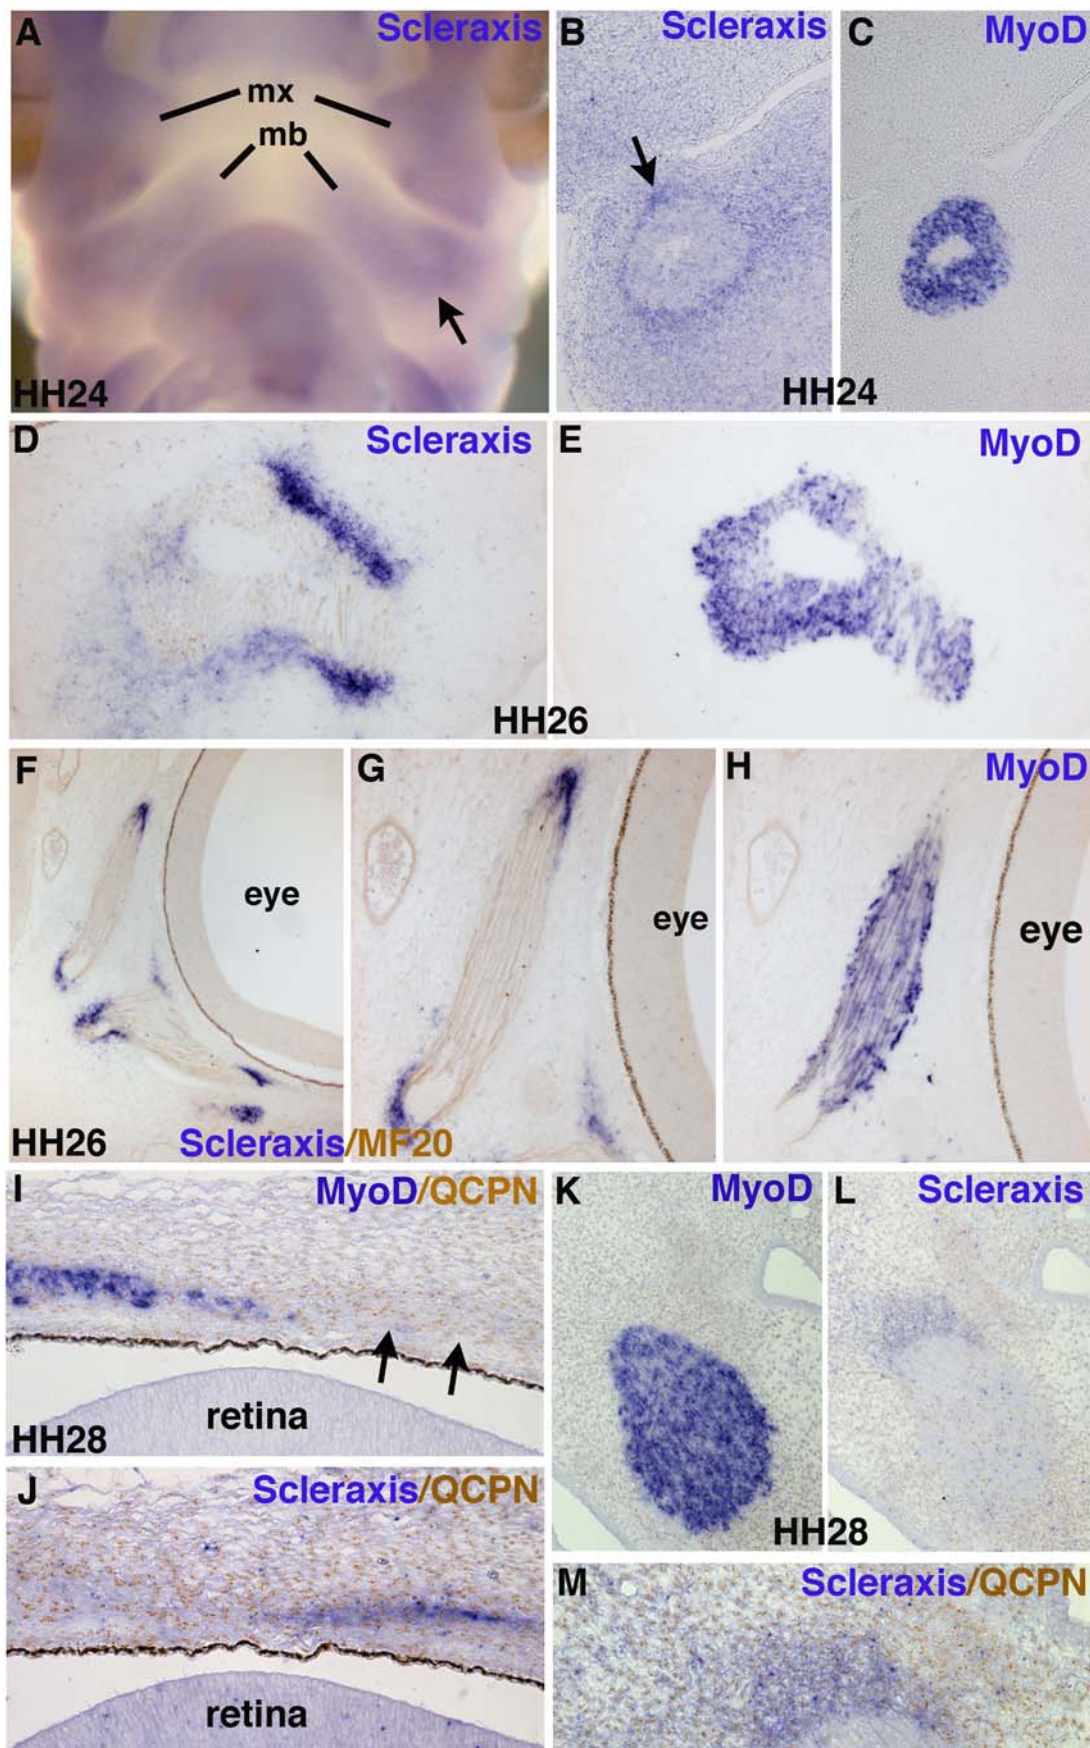 A
Scleraxis
mx
mb
HH24
B
Scleraxis
C
MyoD
HH24
D
Scleraxis
E
MyoD
HH26
F
eye
G
eye
H
MyoD
eye
HH26
Scleraxis/MF20
I
MyoD/QCPN
retina
HH28
J
Scleraxis/QCPN
retina
K
MyoD
L
Scleraxis
HH28
M
Scleraxis/QCPN